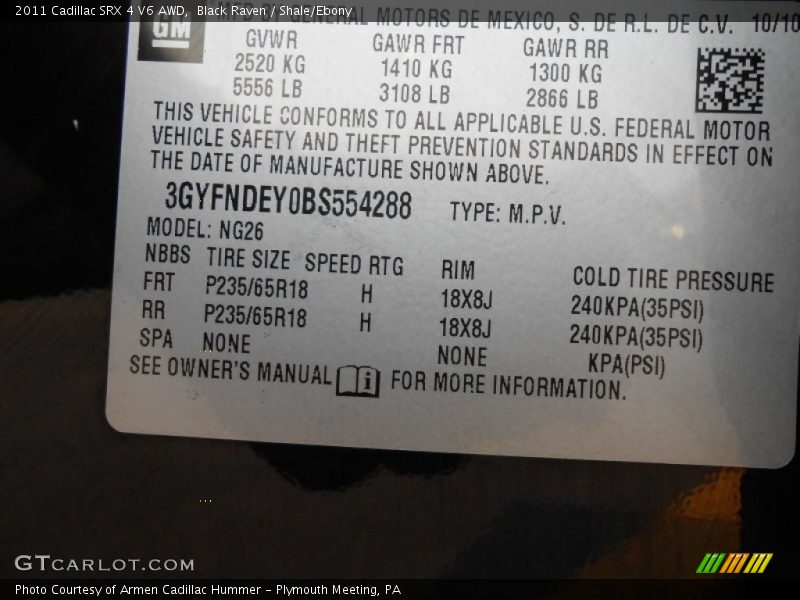 2011 Cadillac SRX 4 V6 AWD,  Black Raven / Shale/Ebony
MFD BY GENERAL MOTORS DE MEXICO, S. DE R.L. DE C.V. 10/10
GM
GVWR GAWR FRT GAWR RR
2520 KG 1410 KG 1300 KG
5556 LB 3108 LB 2866 LB
THIS VEHICLE CONFORMS TO ALL APPLICABLE U.S. FEDERAL MOTOR
VEHICLE SAFETY AND THEFT PREVENTION STANDARDS IN EFFECT ON
THE DATE OF MANUFACTURE SHOWN ABOVE.
3GYFNDEY0BS554288 TYPE: M.P.V.
MODEL: NG26
NBBS TIRE SIZE SPEED RTG RIM COLD TIRE PRESSURE
FRT P235/65R18 H 18X8J 240KPA(35PSI)
RR P235/65R18 H 18X8J 240KPA(35PSI)
SPA NONE NONE KPA(PSI)
SEE OWNER'S MANUAL i FOR MORE INFORMATION.
GTCARLOT.COM
Photo Courtesy of Armen Cadillac Hummer - Plymouth Meeting, PA